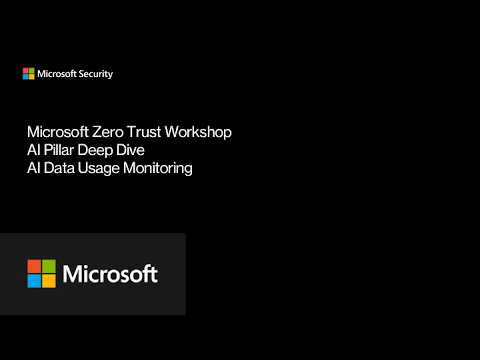 Microsoft Security
Microsoft Zero Trust Workshop
AI Pillar Deep Dive
AI Data Usage Monitoring
Microsoft